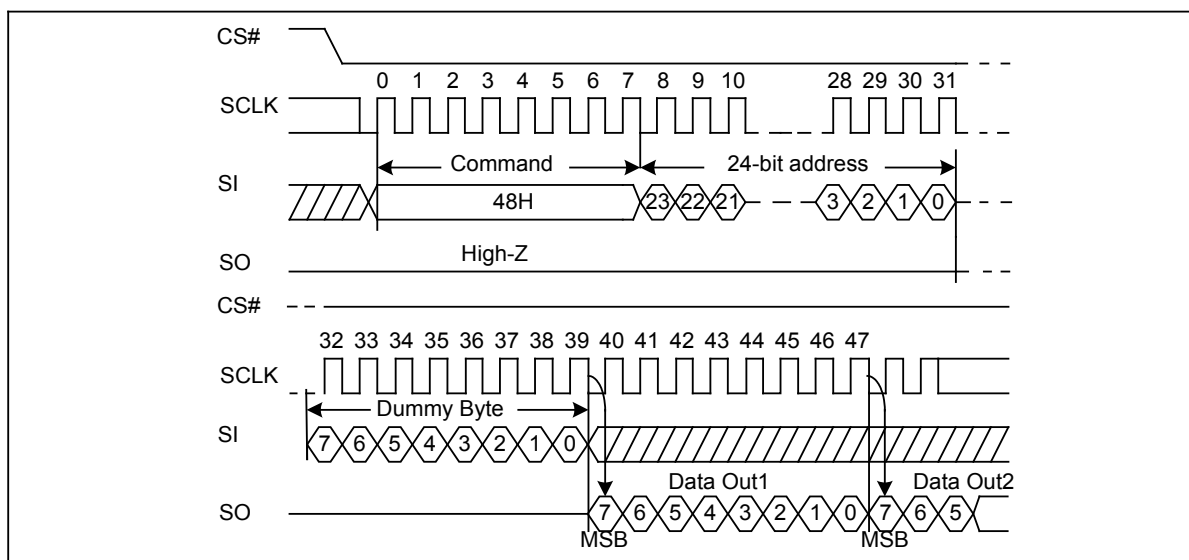 CS#
0 1 2 3 4 5 6 7 8 9 10 28 29 30 31
SCLK
Command 24-bit address
SI
48H 23 22 21 3 2 1 0
High-Z
SO
CS#
32 33 34 35 36 37 38 39 40 41 42 43 44 45 46 47
SCLK
Dummy Byte
SI
7 6 5 4 3 2 1 0
Data Out1 Data Out2
SO
7 6 5 4 3 2 1 0 7 6 5
MSB MSB